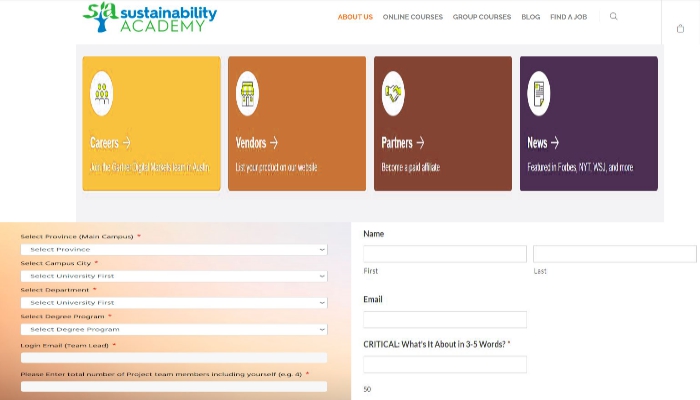 sta sustainability
ACADEMY
ABOUT US ONLINE COURSES GROUP COURSES BLOG FIND A JOB
Careers →
Join the Gartner Digital Markets team in Austin
Vendors →
List your product on our website
Partners →
Become a paid affiliate
News →
Featured in Forbes, NYT, WSJ, and more
Select Province (Main Campus) *
Select Province
Select Campus City *
Select University First
Select Department *
Select University First
Select Degree Program *
Select Degree Program
Login Email (Team Lead) *
Please Enter total number of Project team members including yourself (e.g. 4) *
Name
First Last
Email
CRITICAL: What's It About in 3-5 Words? *
50